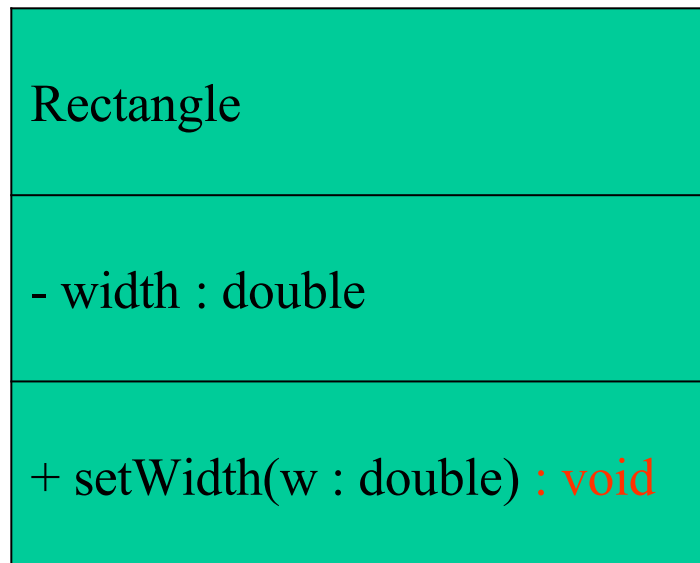 Rectangle
- width : double
+ setWidth(w : double) : void